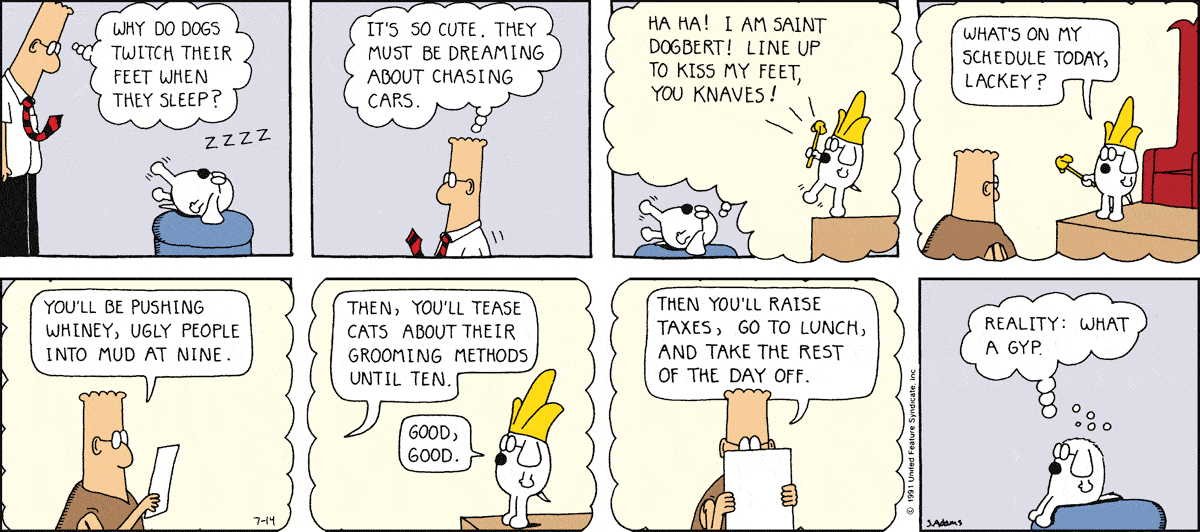 WHY DO DOGS
TWITCH THEIR
FEET WHEN
THEY SLEEP?
ZZZZ
IT'S SO CUTE. THEY
MUST BE DREAMING
ABOUT CHASING
CARS.
HA HA! I AM SAINT
DOGBERT! LINE UP
TO KISS MY FEET,
YOU KNAVES!
WHAT'S ON MY
SCHEDULE TODAY,
LACKEY?
YOU'LL BE PUSHING
WHINEY, UGLY PEOPLE
INTO MUD AT NINE.
7-14
THEN, YOU'LL TEASE
CATS ABOUT THEIR
GROOMING METHODS
UNTIL TEN.
GOOD,
GOOD.
THEN YOU'LL RAISE
TAXES, GO TO LUNCH,
AND TAKE THE REST
OF THE DAY OFF.
© 1991 United Feature Syndicate, Inc
REALITY: WHAT
A GYP.
S.Adams